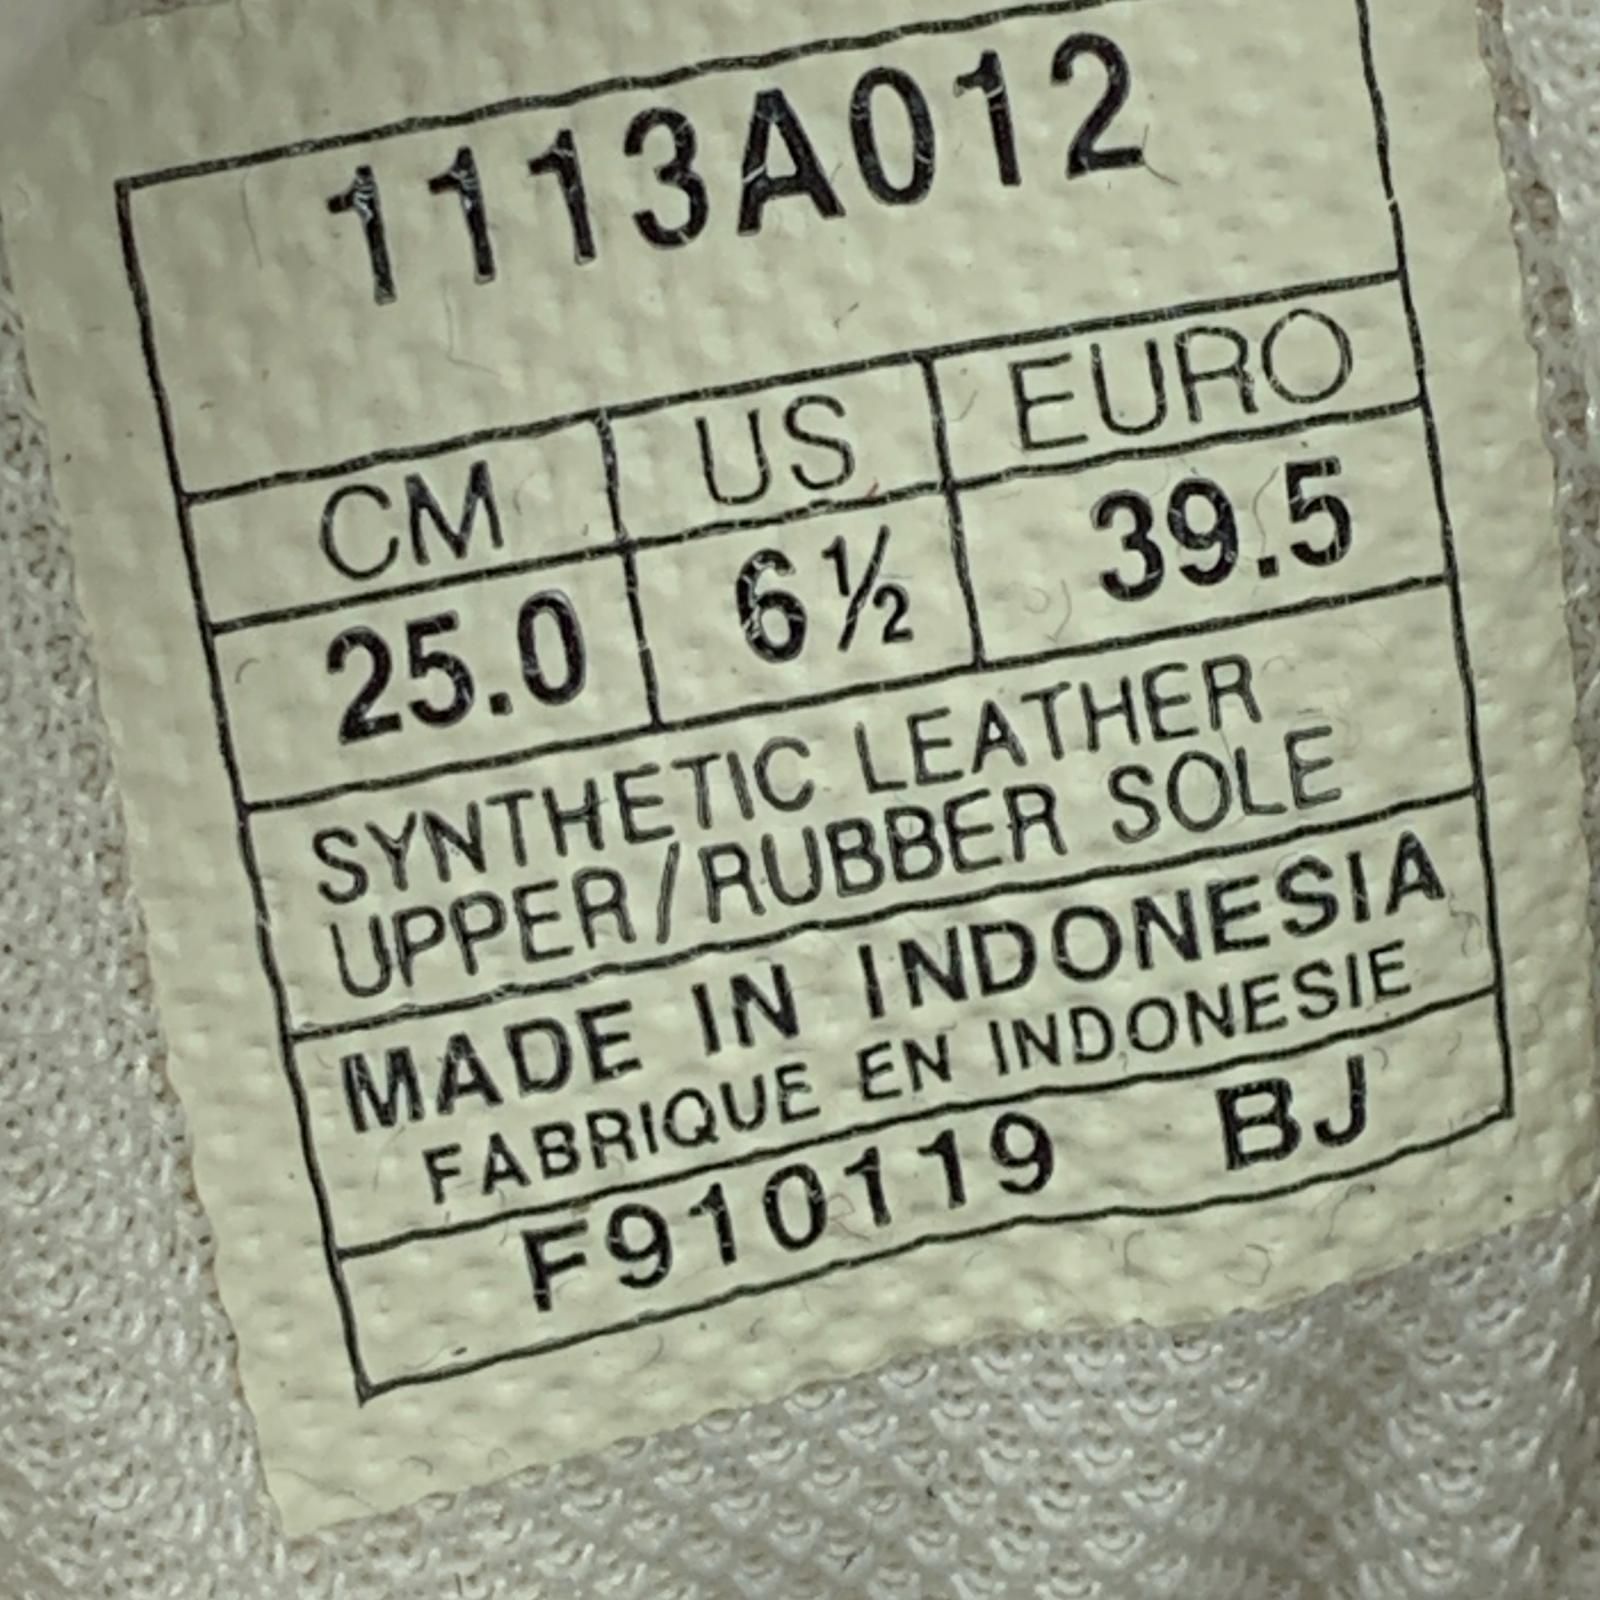 1113A012
CM US EURO
25.0 6½ 39.5
SYNTHETIC LEATHER
UPPER/RUBBER SOLE
MADE IN INDONESIA
FABRIQUE EN INDONESIE
F910119 BJ